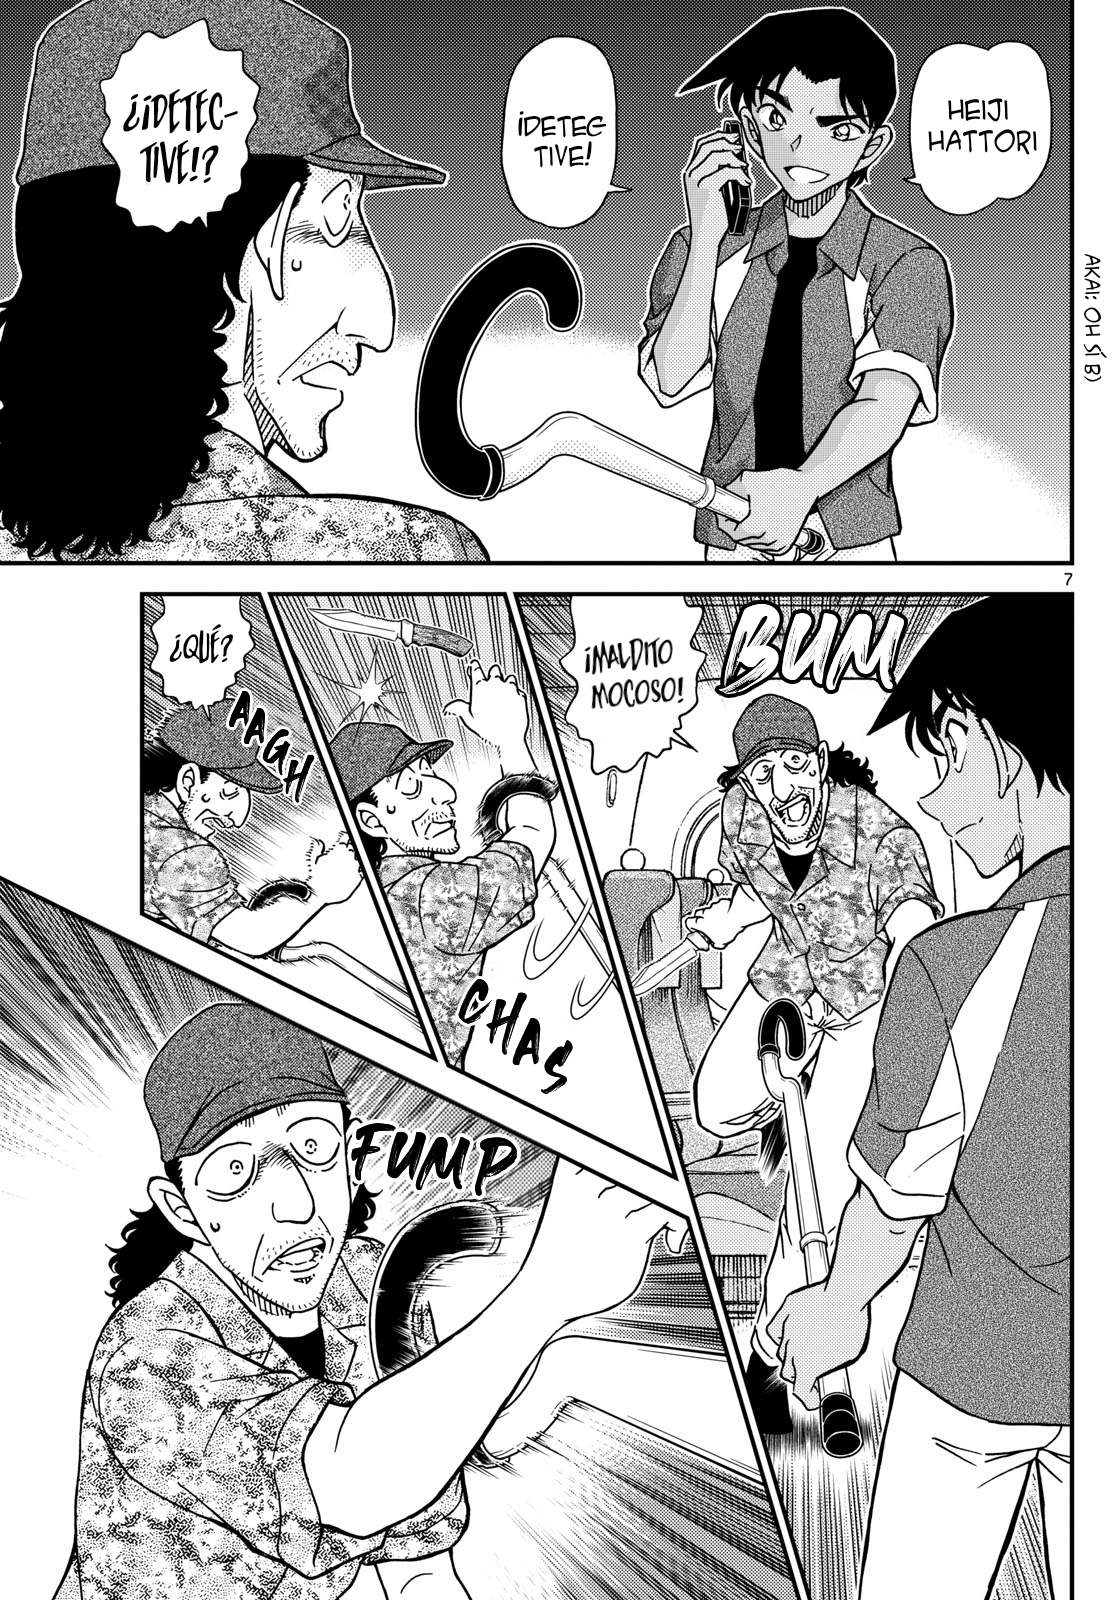 HEIJI
HATTORI
¡DETEC-
TIVE!
¿¡DETEC-
TIVE!?
AKAI: OH SÍ B)
7
BUM
¡MALDITO
MOCOSO!
CHAS
¿QUÉ?
AAGH
FUMP